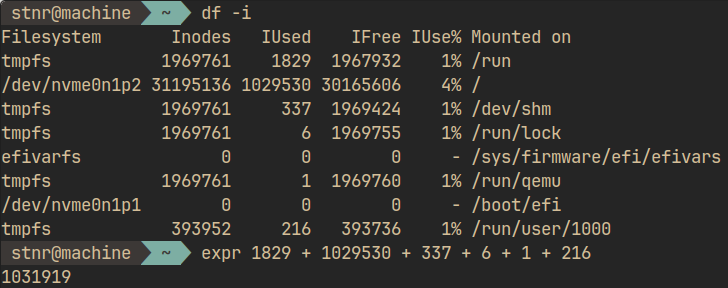 stnr@machine ~ df -i
Filesystem Inodes IUsed IFree IUse% Mounted on
tmpfs 1969761 1829 1967932 1% /run
/dev/nvme0n1p2 31195136 1029530 30165606 4% /
tmpfs 1969761 337 1969424 1% /dev/shm
tmpfs 1969761 6 1969755 1% /run/lock
efivarfs 0 0 0 - /sys/firmware/efi/efivars
tmpfs 1969761 1 1969760 1% /run/qemu
/dev/nvme0n1p1 0 0 0 - /boot/efi
tmpfs 393952 216 393736 1% /run/user/1000
stnr@machine ~ expr 1829 + 1029530 + 337 + 6 + 1 + 216
1031919